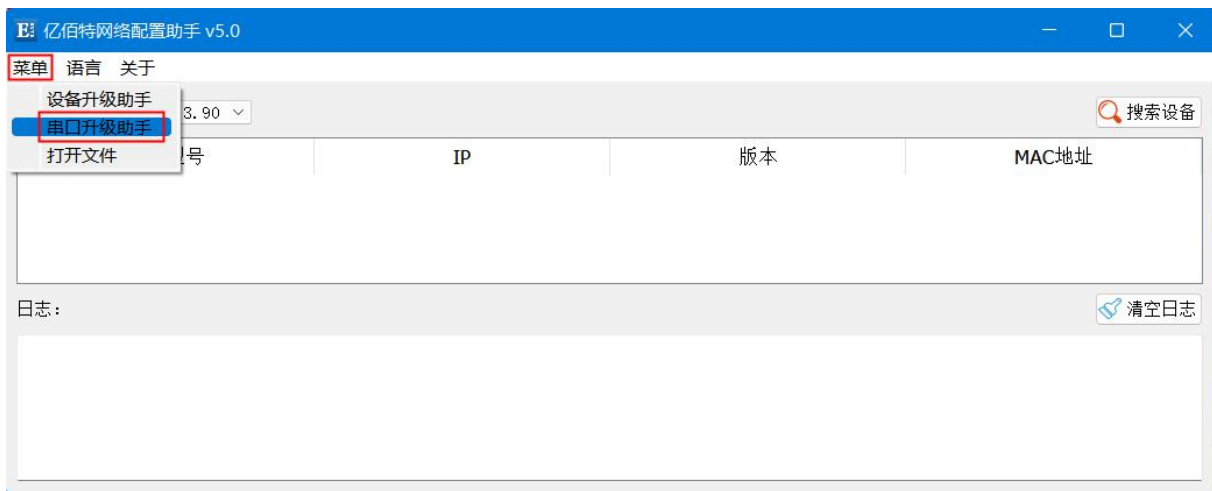 亿佰特网络配置助手 v5.0
菜单 语言 关于
设备升级助手
3.90
搜索设备
串口升级助手
打开文件
号 IP 版本 MAC地址
日志:
清空日志